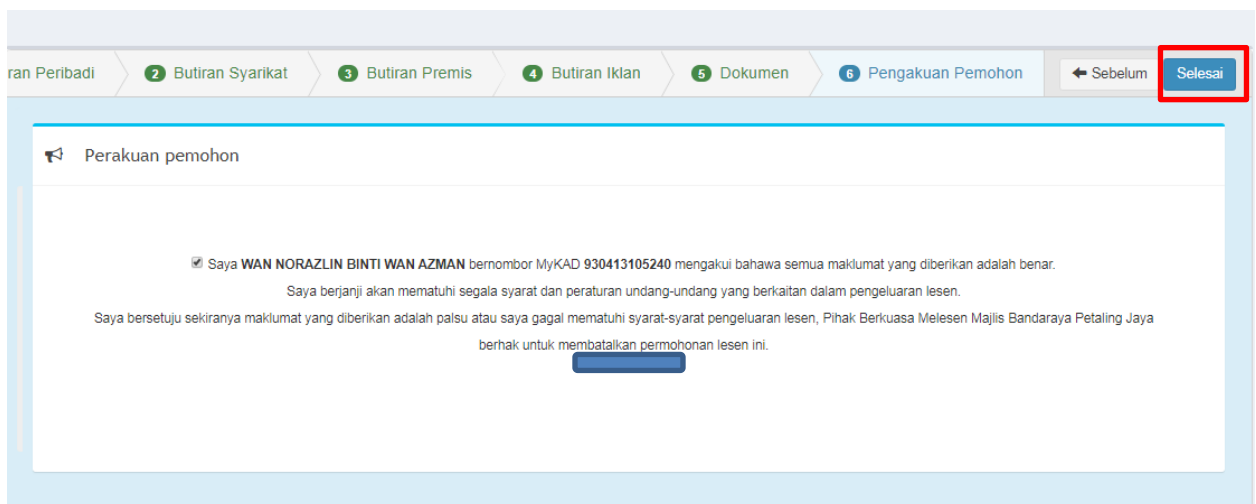 ran Peribadi 2 Butiran Syarikat 3 Butiran Premis 4 Butiran Iklan 5 Dokumen 6 Pengakuan Pemohon Sebelum Selesai
Perakuan pemohon
Saya WAN NORAZLIN BINTI WAN AZMAN bernombor MyKAD 930413105240 mengakui bahawa semua maklumat yang diberikan adalah benar.
Saya berjanji akan mematuhi segala syarat dan peraturan undang-undang yang berkaitan dalam pengeluaran lesen.
Saya bersetuju sekiranya maklumat yang diberikan adalah palsu atau saya gagal mematuhi syarat-syarat pengeluaran lesen, Pihak Berkuasa Melesen Majlis Bandaraya Petaling Jaya
berhak untuk membatalkan permohonan lesen ini.